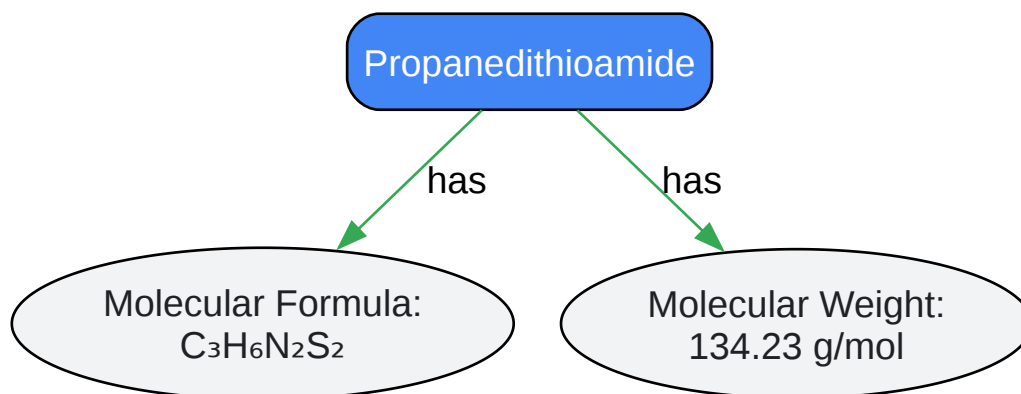 Propanedithioamide
has
has
Molecular Formula:
C₃H₆N₂S₂
Molecular Weight:
134.23 g/mol